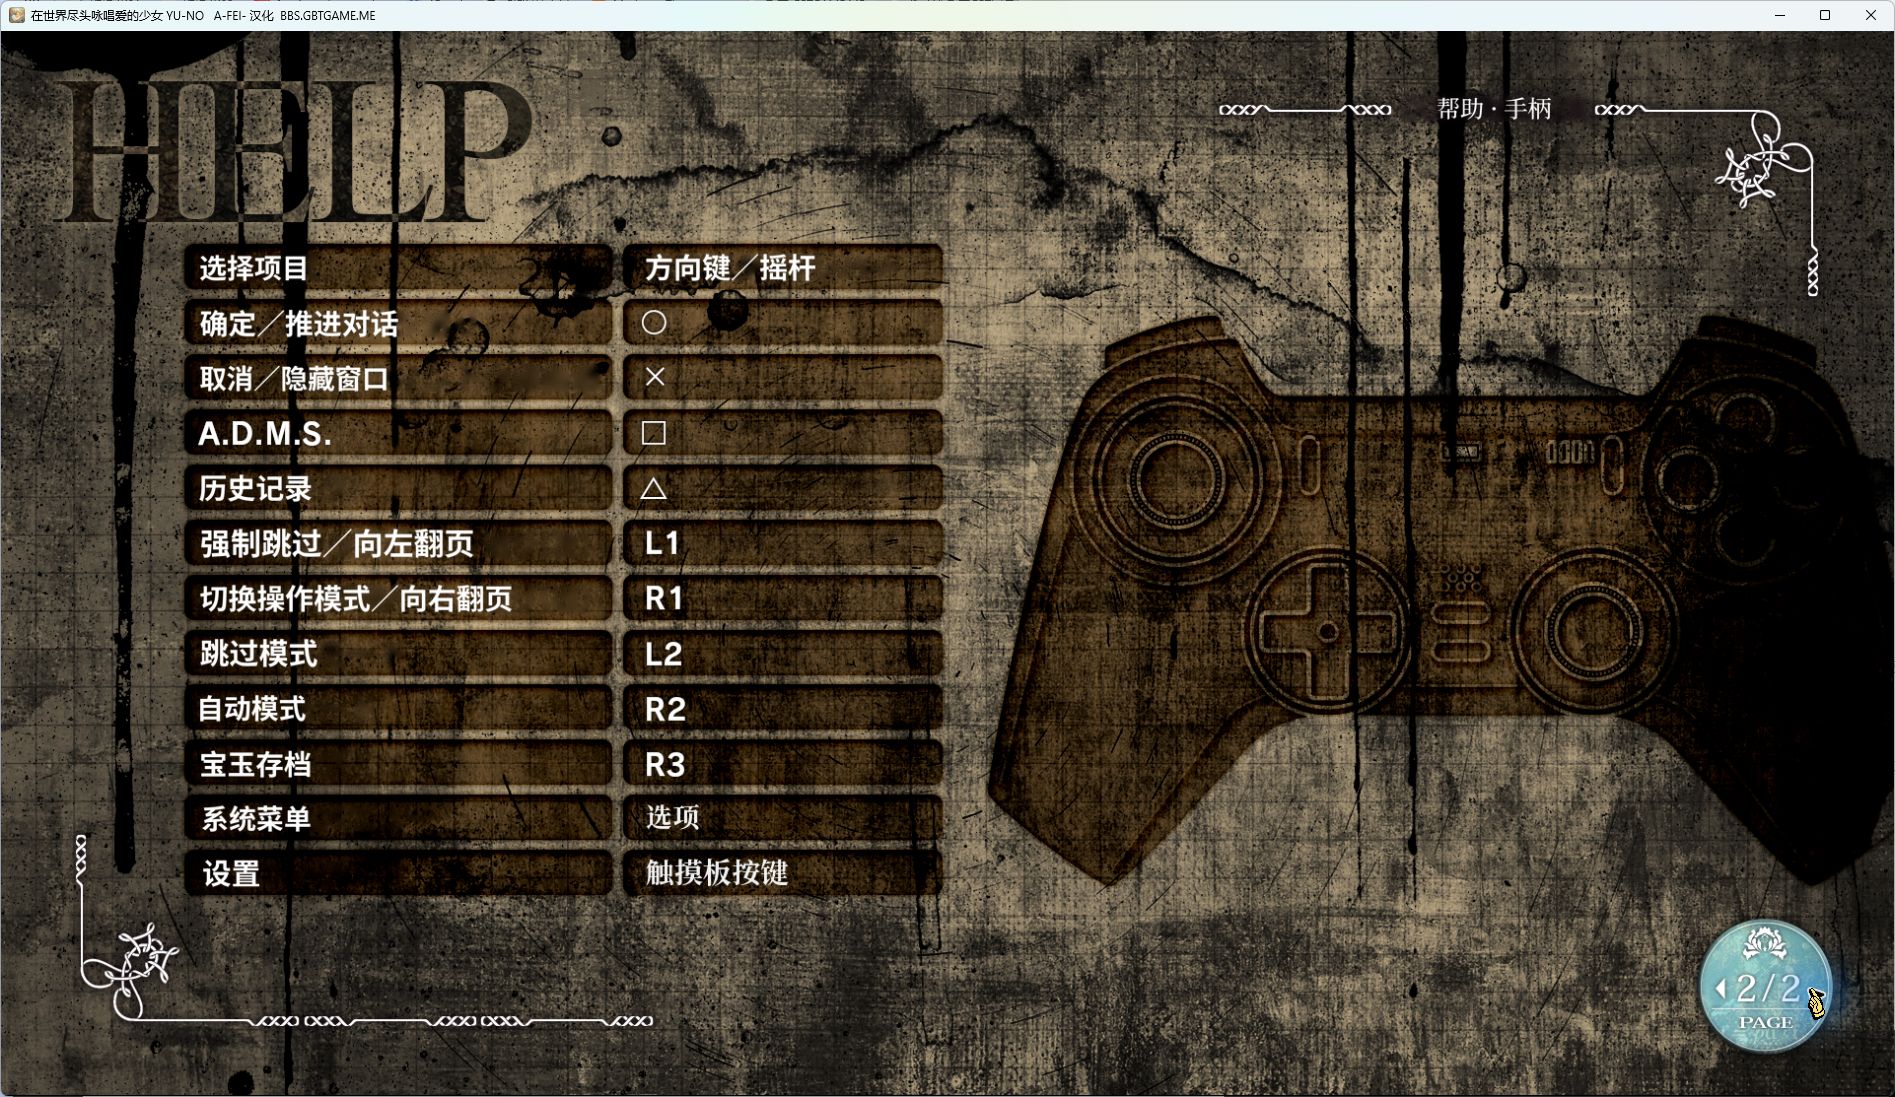 在世界尽头咏唱爱的少女 YU-NO A-FEI- 汉化 BBS.GBTGAME.ME
HELP
帮助·手柄
选择项目 方向键／摇杆
确定／推进对话 ○
取消／隐藏窗口 ×
A.D.M.S. □
历史记录 △
强制跳过／向左翻页 L1
切换操作模式／向右翻页 R1
跳过模式 L2
自动模式 R2
宝玉存档 R3
系统菜单 选项
设置 触摸板按键
2/2
PAGE